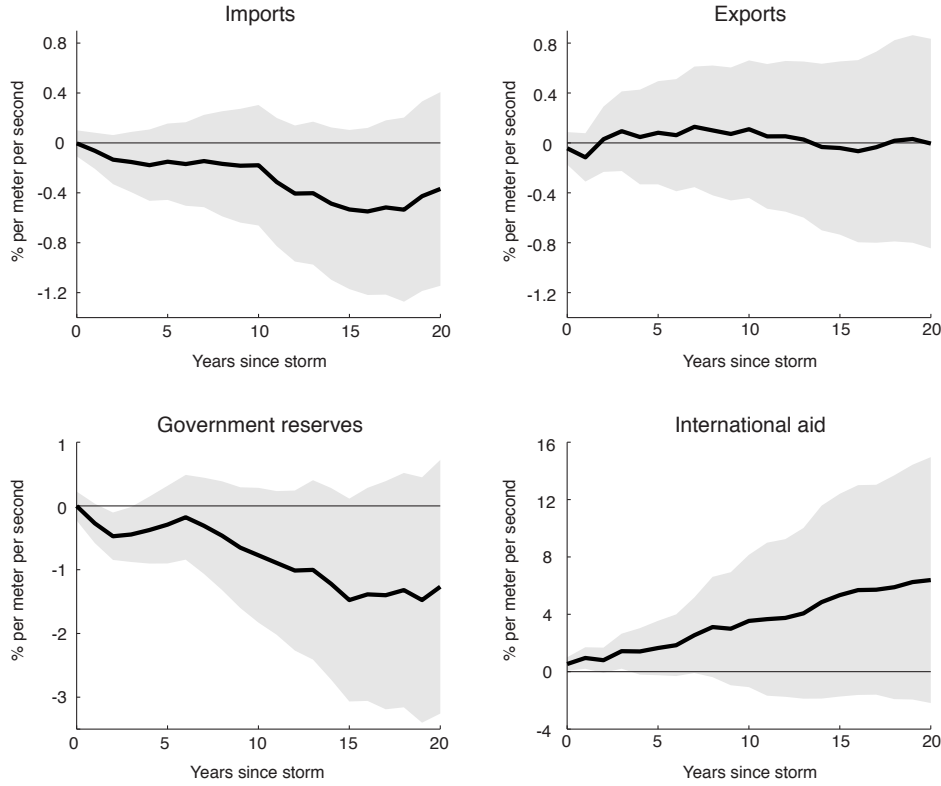 Imports
% per meter per second
0.8
0.4
0
-0.4
-0.8
-1.2
0 5 10 15 20
Years since storm
Exports
% per meter per second
0.8
0.4
0
-0.4
-0.8
-1.2
0 5 10 15 20
Years since storm
Government reserves
% per meter per second
1
0
-1
-2
-3
0 5 10 15 20
Years since storm
International aid
% per meter per second
16
12
8
4
0
-4
0 5 10 15 20
Years since storm